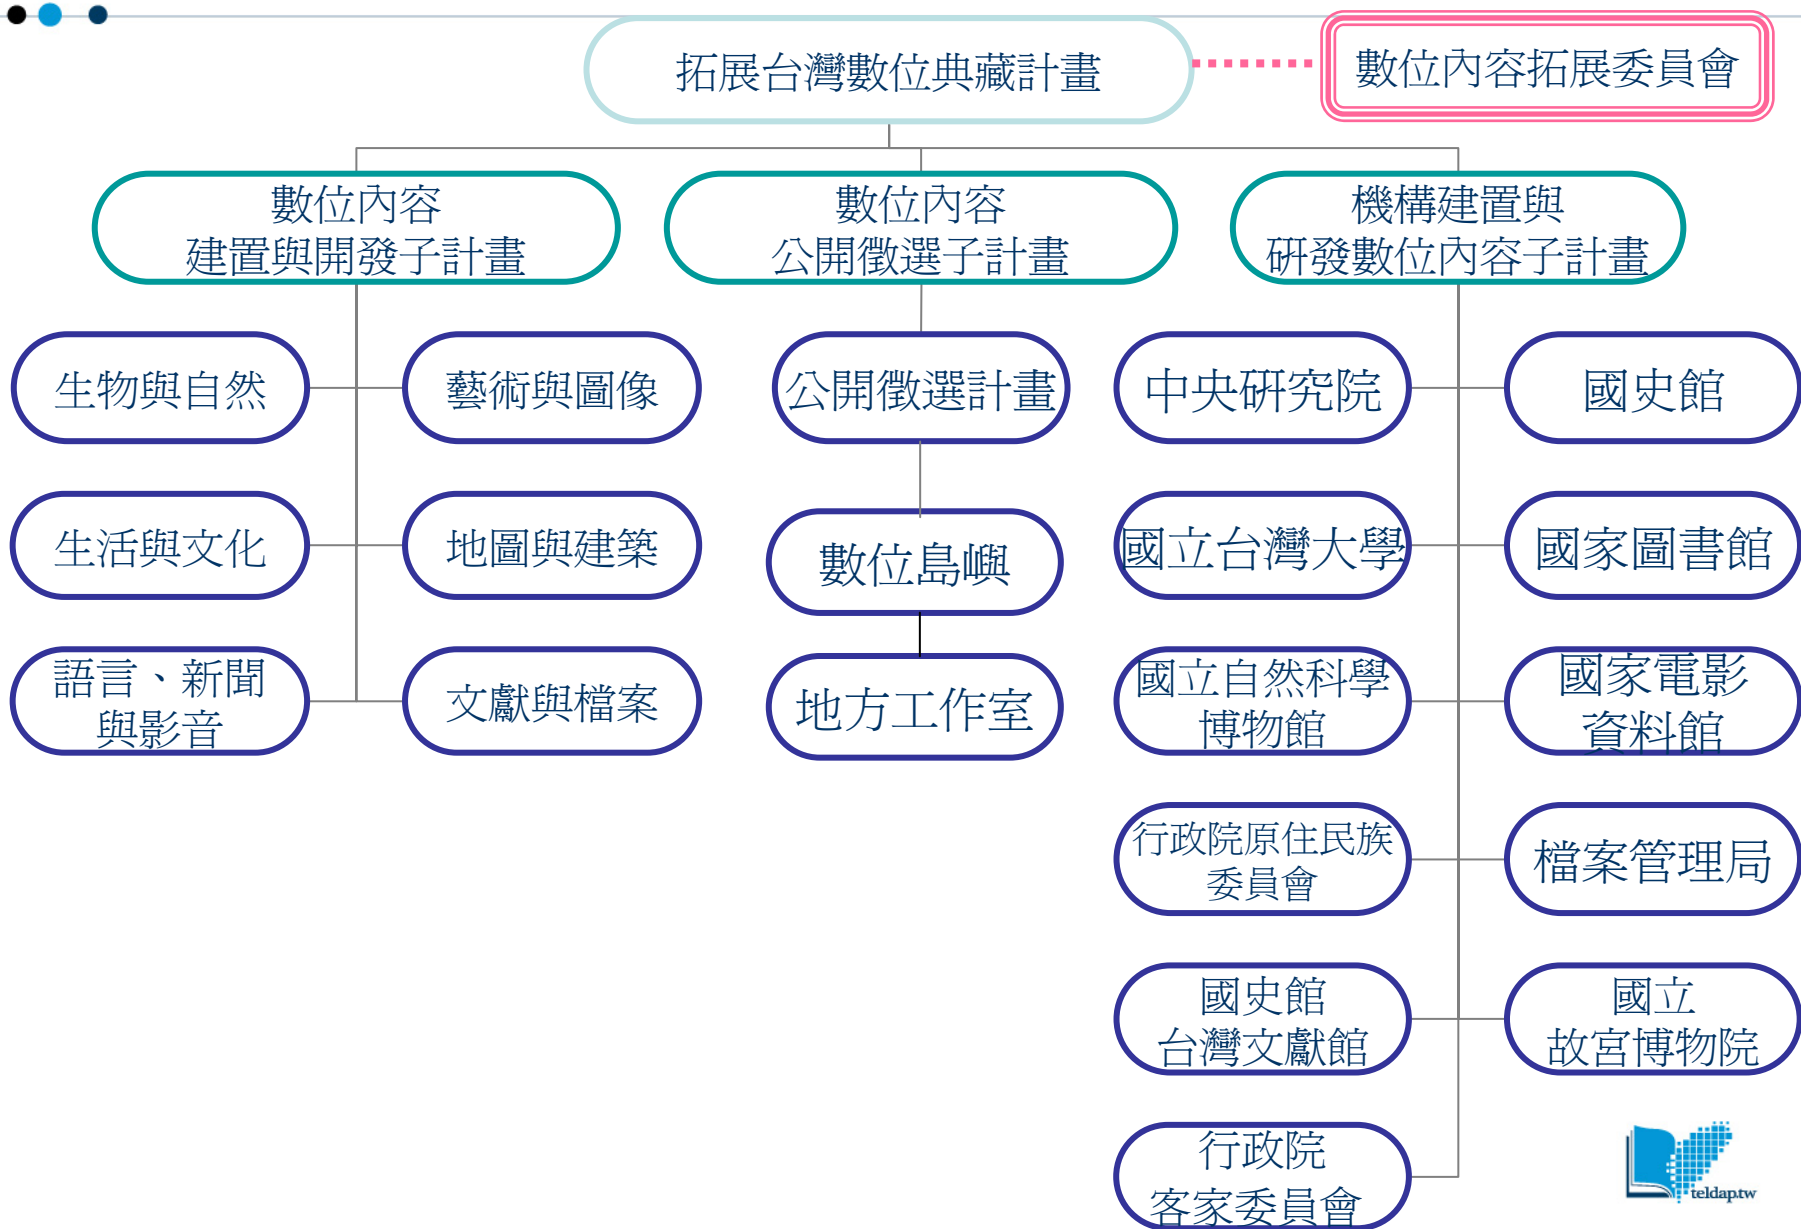 拓展台灣數位典藏計畫
數位內容拓展委員會
數位內容
建置與開發子計畫
數位內容
公開徵選子計畫
機構建置與
研發數位內容子計畫
生物與自然
藝術與圖像
公開徵選計畫
中央研究院
國史館
生活與文化
地圖與建築
數位島嶼
國立台灣大學
國家圖書館
語言、新聞
與影音
文獻與檔案
地方工作室
國立自然科學
博物館
國家電影
資料館
行政院原住民族
委員會
檔案管理局
國史館
台灣文獻館
國立
故宮博物院
行政院
客家委員會
teldap.tw